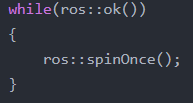 while(ros::ok())
{
    ros::spinOnce();
}